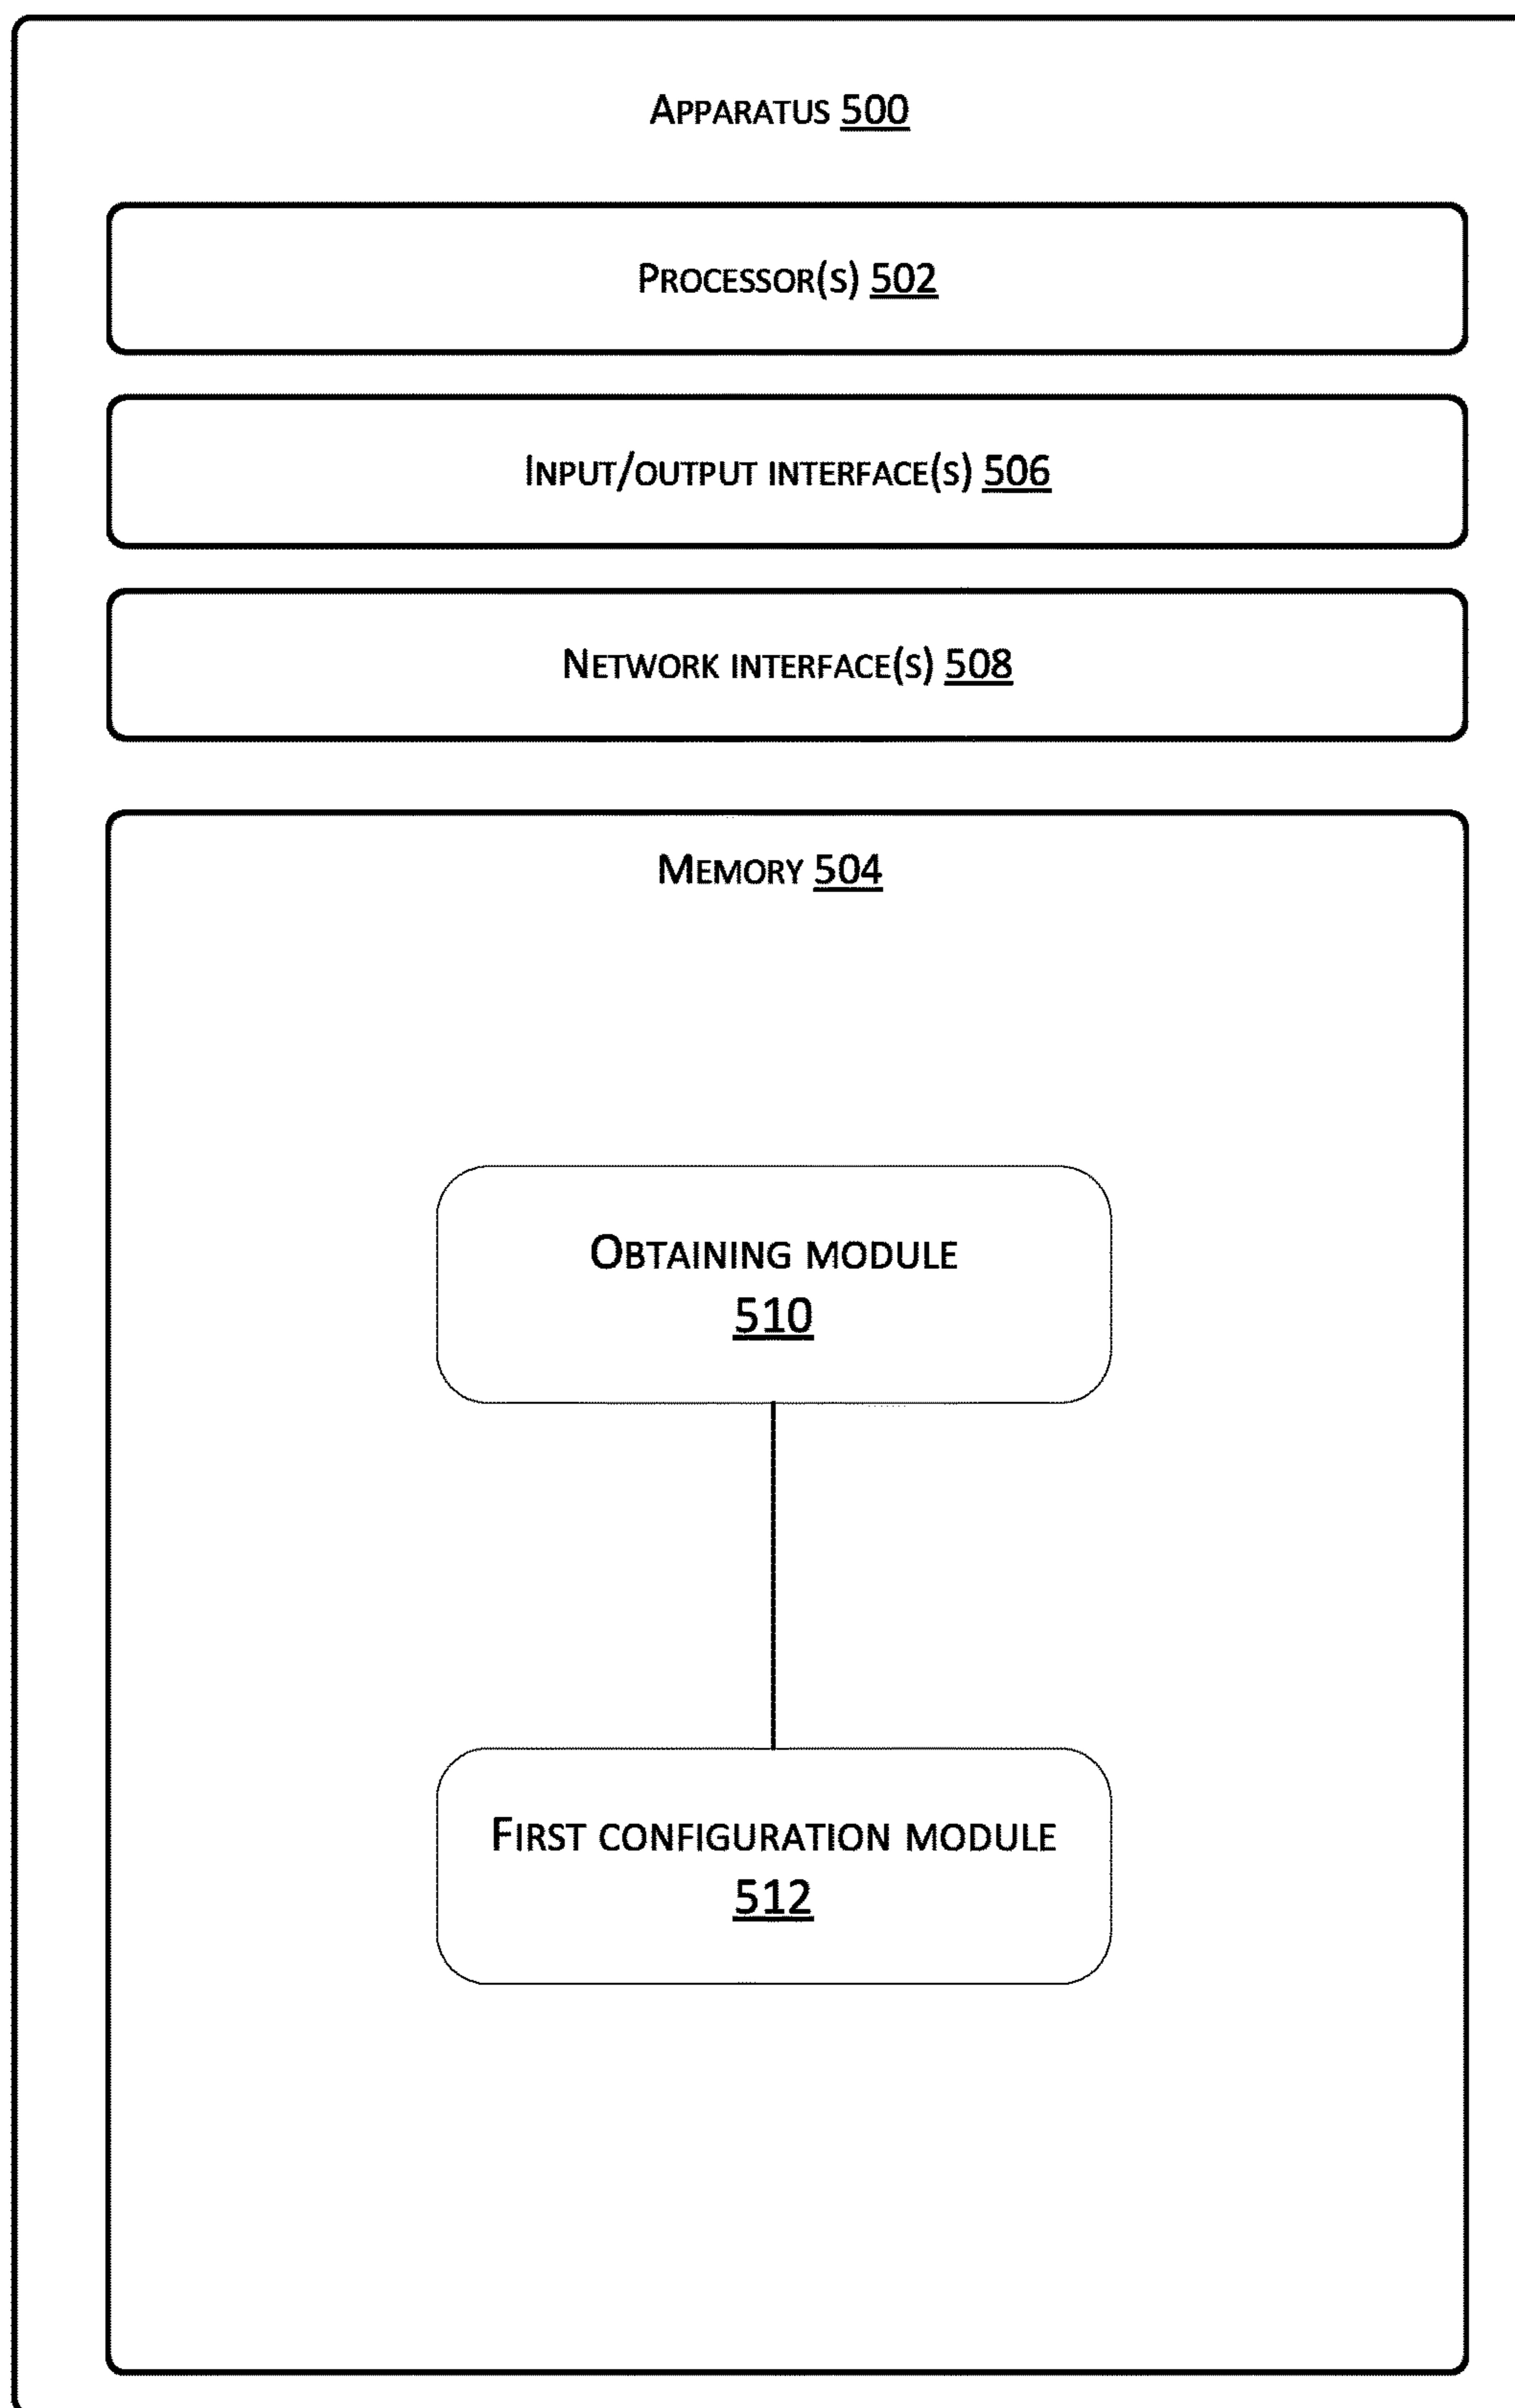 APPARATUS 500
PROCESSOR(S) 502
INPUT/OUTPUT INTERFACE(S) 506
NETWORK INTERFACE(S) 508
MEMORY 504
OBTAINING MODULE
510
FIRST CONFIGURATION MODULE
512